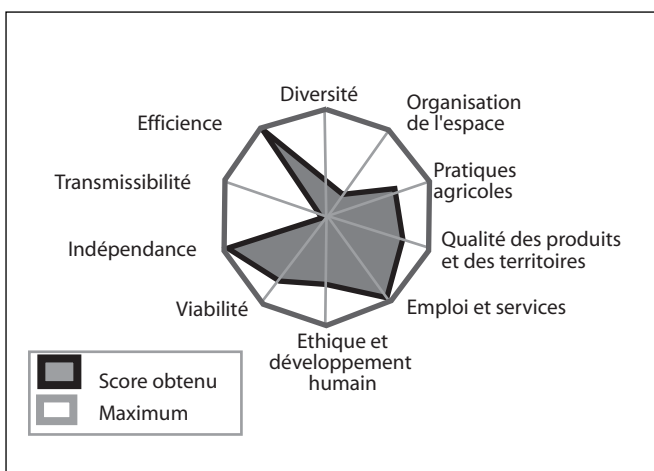 Diversité
Organisation
de l'espace
Efficience
Pratiques
agricoles
Transmissibilité
Qualité des produits
et des territoires
Indépendance
Emploi et services
Viabilité
Ethique et
développement
humain
Score obtenu
Maximum